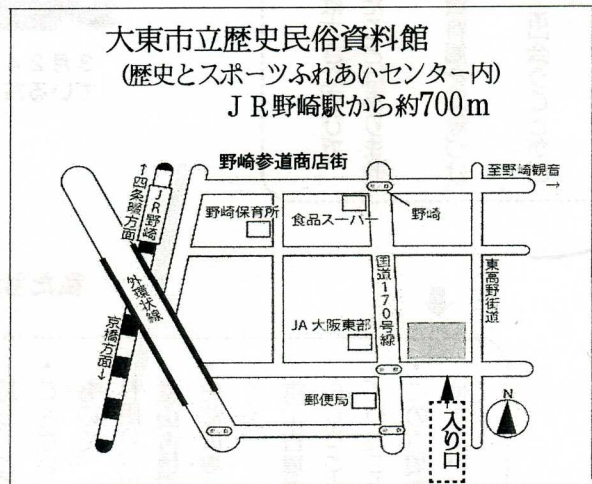 大東市立歴史民俗資料館
(歴史とスポーツふれあいセンター内)
JR野崎駅から約700m
野崎参道商店街
至野崎観音
→
←四条畷方面
JR野崎
野崎保育所
食品スーパー
野崎
外環状線
国道170号線
東高野街道
京橋方面→
JA大阪東部
郵便局
入り口
N